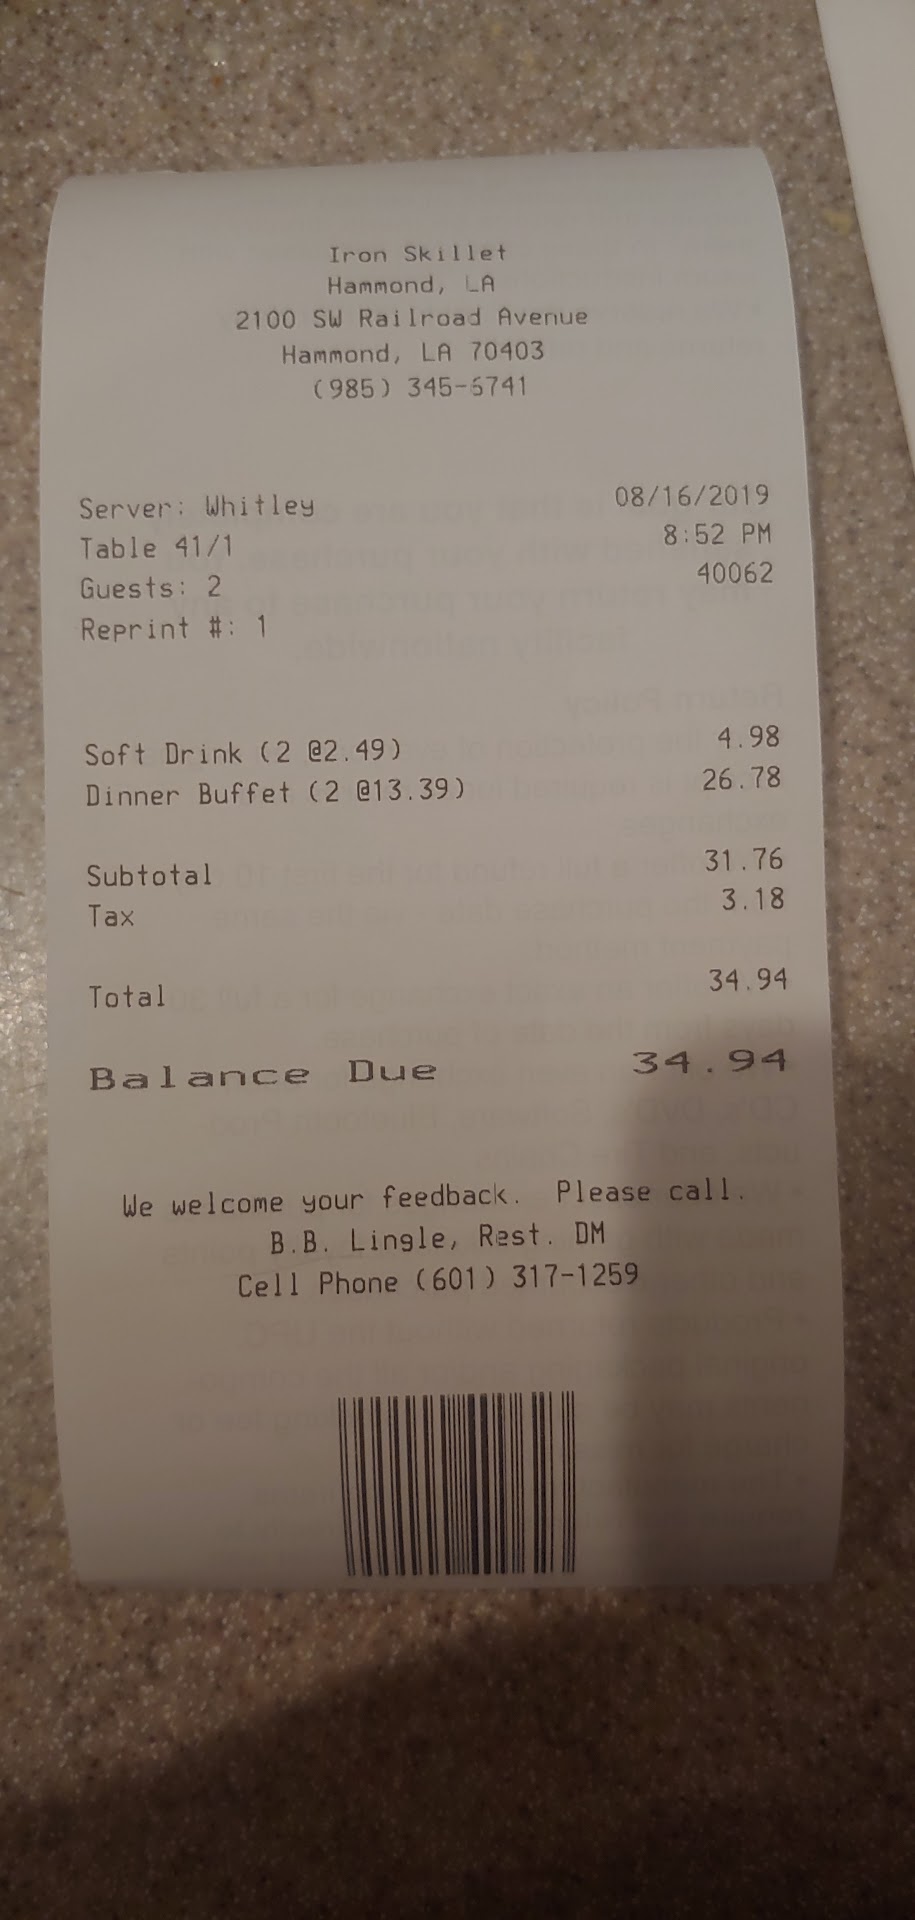 Iron Skillet
Hammond, LA
2100 SW Railroad Avenue
Hammond, LA 70403
(985) 345-6741
Server: Whitley 08/16/2019
Table 41/1 8:52 PM
Guests: 2 40062
Reprint #: 1
Soft Drink (2 @2.49) 4.98
Dinner Buffet (2 @13.39) 26.78
Subtotal 31.76
Tax 3.18
Total 34.94
Balance Due 34.94
We welcome your feedback. Please call.
B.B. Lingle, Rest. DM
Cell Phone (601) 317-1259